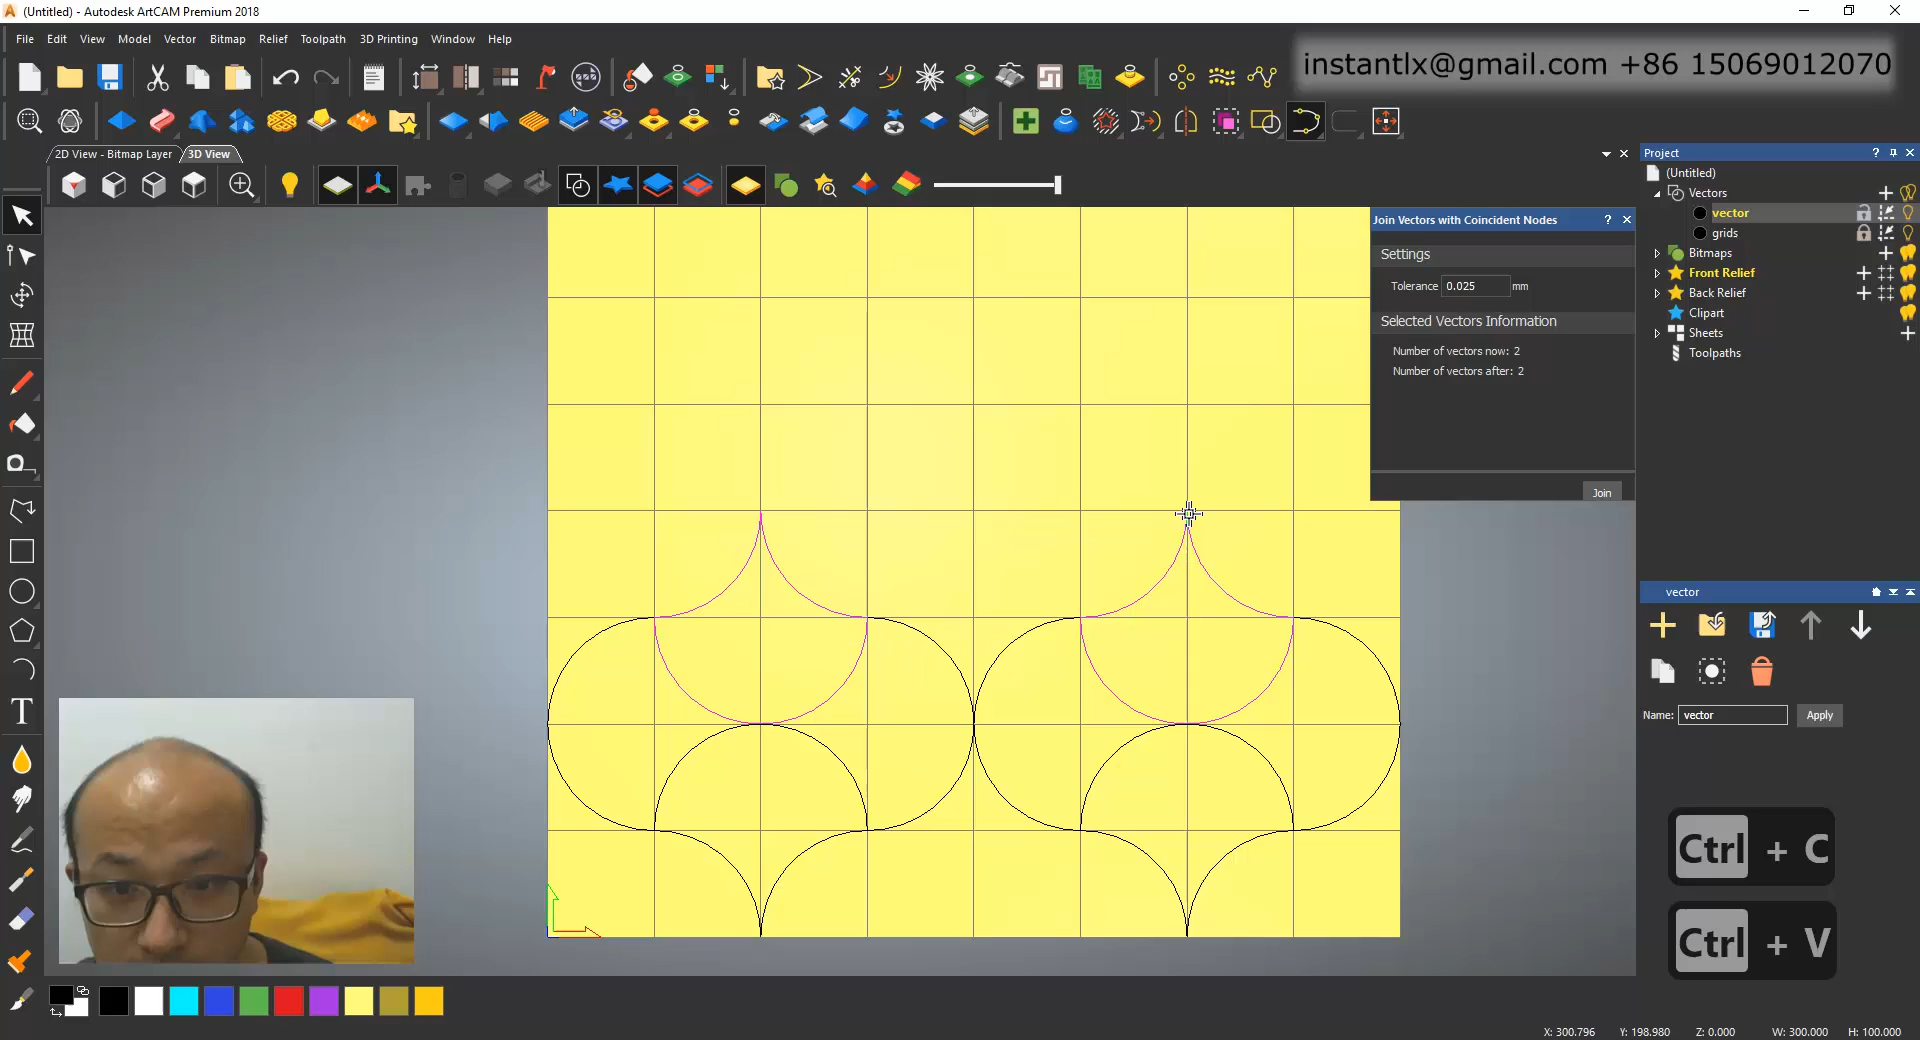 (Untitled) - Autodesk ArtCAM Premium 2018
File Edit View Model Vector Bitmap Relief Toolpath 3D Printing Window Help
instantlx@gmail.com +86 15069012070
2D View - Bitmap Layer 3D View
Project
(Untitled)
Vectors
vector
grids
Bitmaps
Front Relief
Back Relief
Clipart
Sheets
Toolpaths
Join Vectors with Coincident Nodes
Settings
Tolerance 0.025 mm
Selected Vectors Information
Number of vectors now: 2
Number of vectors after: 2
Join
vector
Name: vector Apply
Ctrl + C
Ctrl + V
X: 300.796 Y: 198.980 Z: 0.000 W: 300.000 H: 100.000